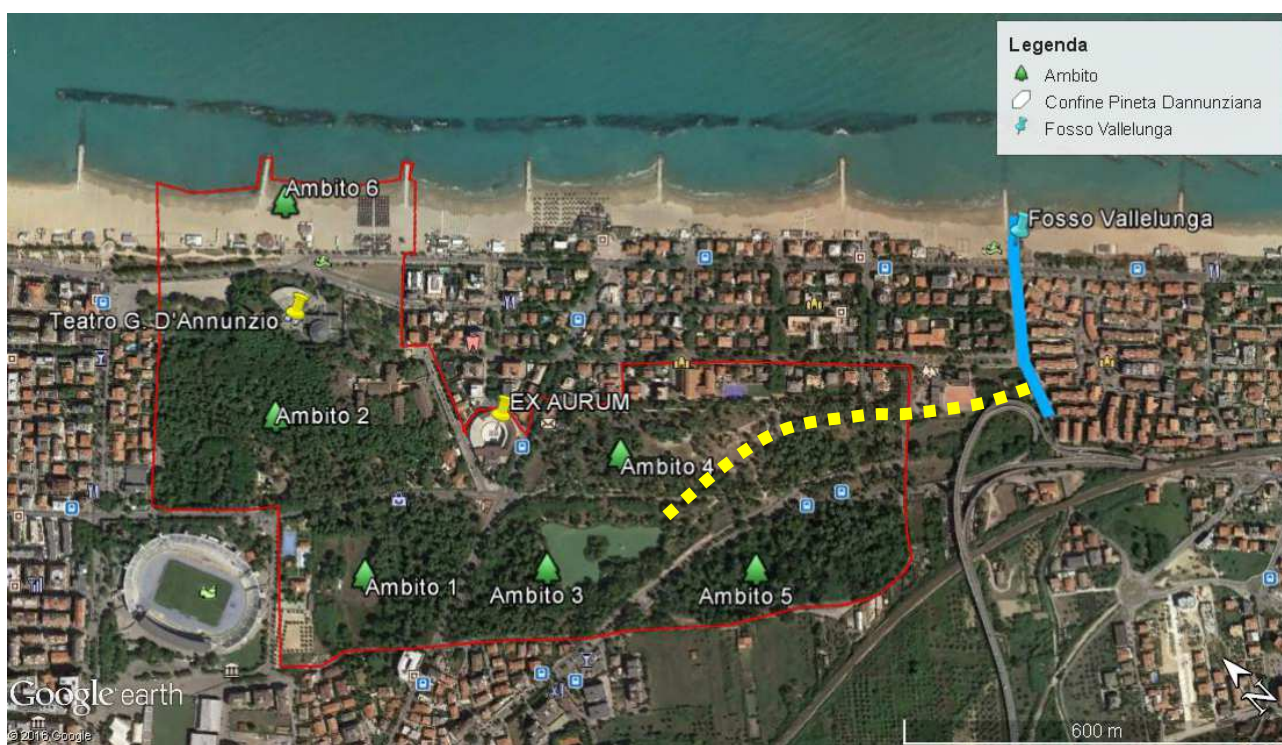 Legenda
Ambito
Confine Pineta Dannunziana
Fosso Vallelunga
Ambito 6
Fosso Vallelunga
Teatro G. D'Annunzio
EX AURUM
Ambito 2
Ambito 4
Ambito 1
Ambito 3
Ambito 5
Google earth
© 2016 Google
N
600 m